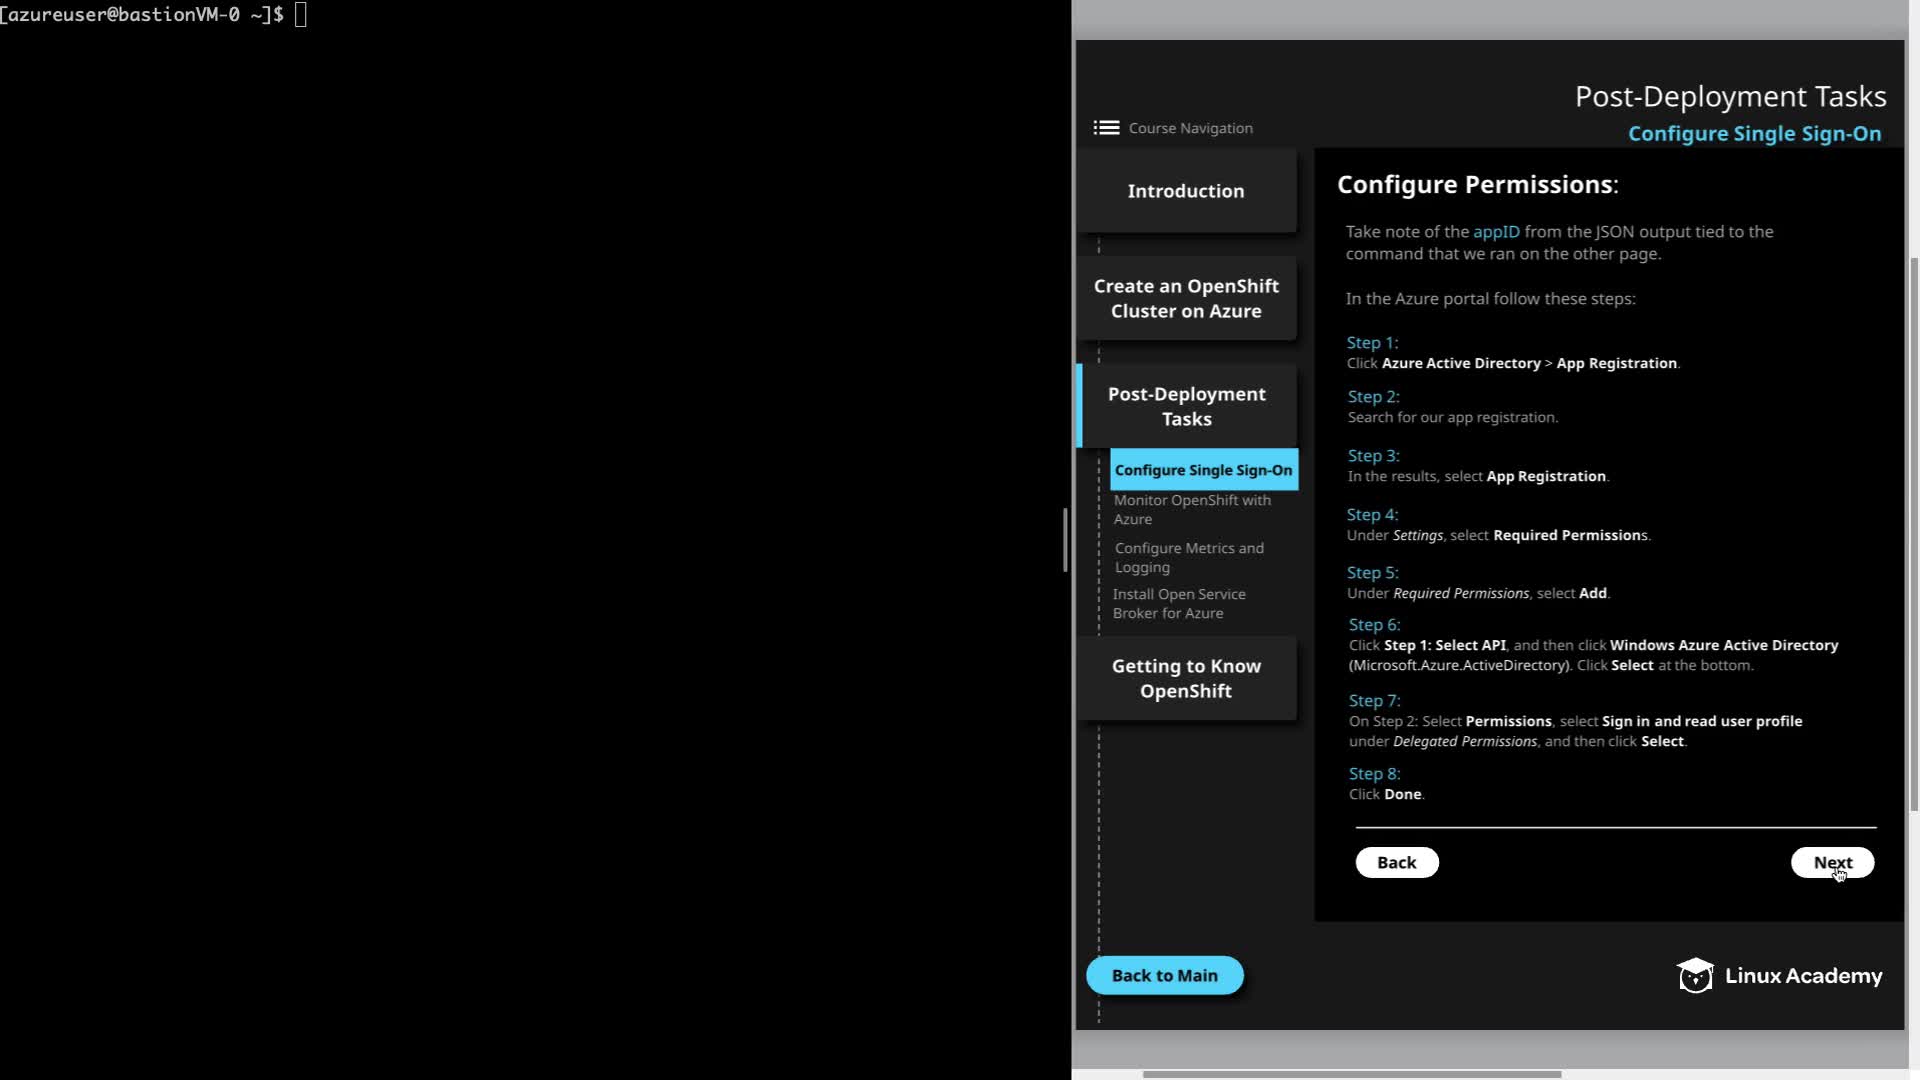 [azureuser@bastionVM-0 ~]$
Post-Deployment Tasks
Course Navigation
Configure Single Sign-On
Introduction
Create an OpenShift
Cluster on Azure
Post-Deployment
Tasks
Configure Single Sign-On
Monitor OpenShift with
Azure
Configure Metrics and
Logging
Install Open Service
Broker for Azure
Getting to Know
OpenShift
Back to Main
Configure Permissions:
Take note of the appID from the JSON output tied to the
command that we ran on the other page.
In the Azure portal follow these steps:
Step 1:
Click Azure Active Directory > App Registration.
Step 2:
Search for our app registration.
Step 3:
In the results, select App Registration.
Step 4:
Under Settings, select Required Permissions.
Step 5:
Under Required Permissions, select Add.
Step 6:
Click Step 1: Select API, and then click Windows Azure Active Directory
(Microsoft.Azure.ActiveDirectory). Click Select at the bottom.
Step 7:
On Step 2: Select Permissions, select Sign in and read user profile
under Delegated Permissions, and then click Select.
Step 8:
Click Done.
Back
Next
Linux Academy